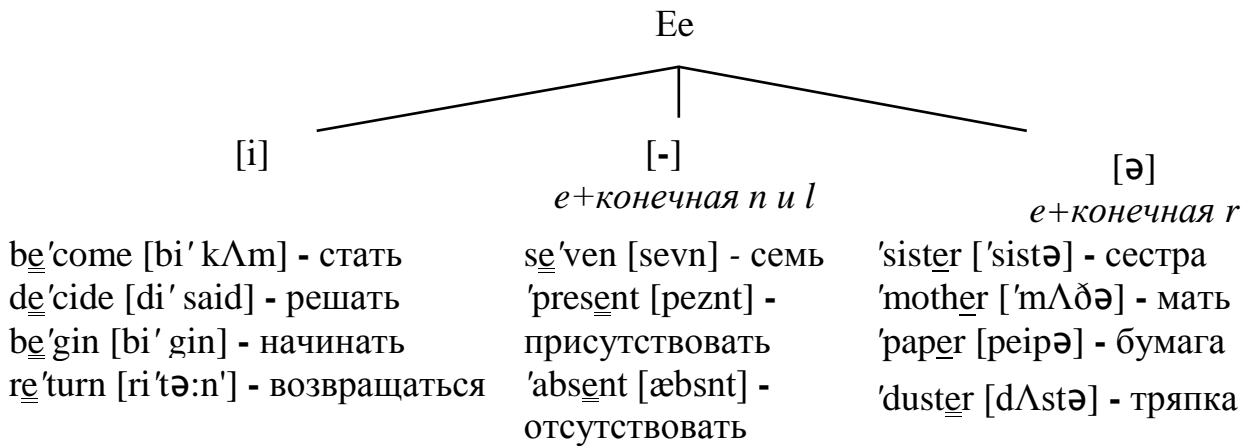 Ee
[i]
[-]
e+конечная n и l
[ə]
e+конечная r
be′come [bi′ kΛm] - стать
de′cide [di′ said] - решать
be′gin [bi′ gin] - начинать
re′turn [ri′tə:n'] - возвращаться
se′ven [sevn] - семь
′present [peznt] -
присутствовать
′absent [æbsnt] -
отсутствовать
′sister [′sistə] - сестра
′mother [′mΛðə] - мать
′paper [peipə] - бумага
′duster [dΛstə] - тряпка